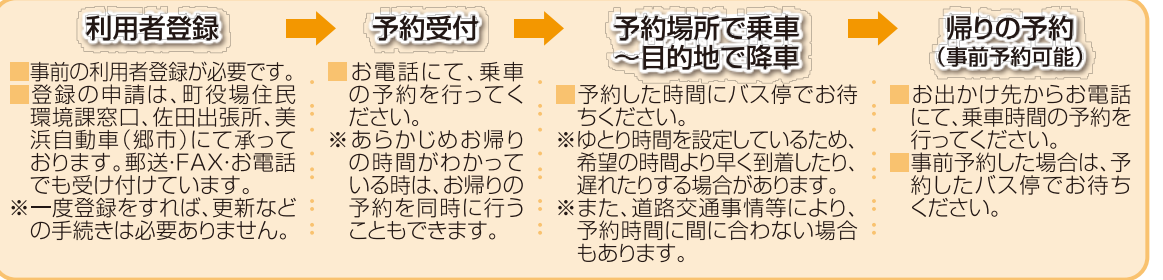 利用者登録
■事前の利用者登録が必要です。
■登録の申請は、町役場住民
環境課窓口、佐田出張所、美
浜自動車（郷市）にて承って
おります。郵送・FAX・お電話
でも受け付けています。
※一度登録をすれば、更新など
の手続きは必要ありません。
予約受付
■お電話にて、乗車
の予約を行ってく
ださい。
※あらかじめお帰り
の時間がわかって
いる時は、お帰りの
予約を同時に行う
こともできます。
予約場所で乗車
～目的地で降車
■予約した時間にバス停でお待
ちください。
※ゆとり時間を設定しているため、
希望の時間より早く到着したり、
遅れたりする場合があります。
※また、道路交通事情等により、
予約時間に間に合わない場合
もあります。
帰りの予約
（事前予約可能）
■お出かけ先からお電話
にて、乗車時間の予約を
行ってください。
■事前予約した場合は、予
約したバス停でお待ち
ください。